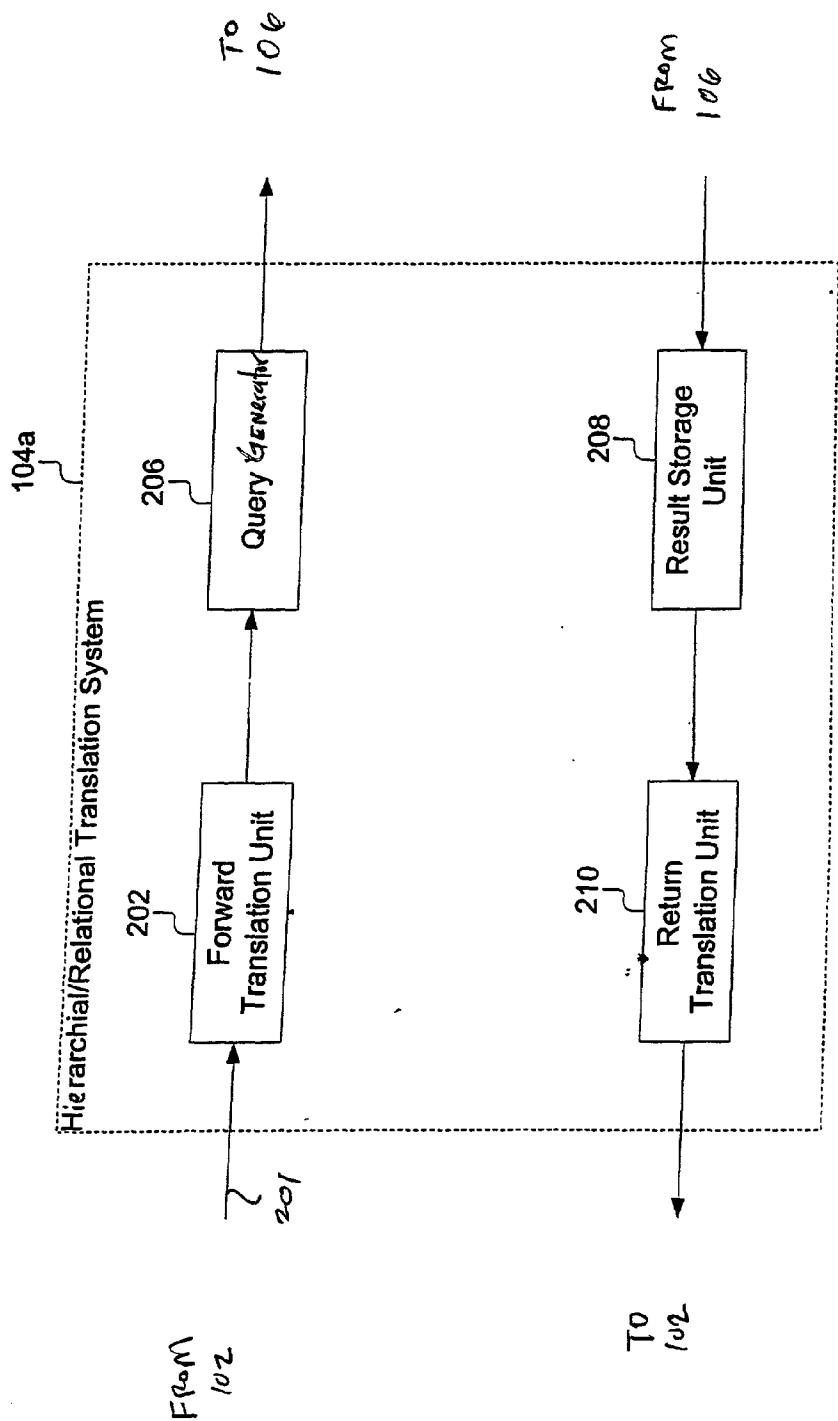 104a
Hierarchial/Relational Translation System
FROM
102
201
202
Forward
Translation Unit
206
Query GENerator
TO
106
TO
102
210
Return
Translation Unit
208
Result Storage
Unit
FROM
106